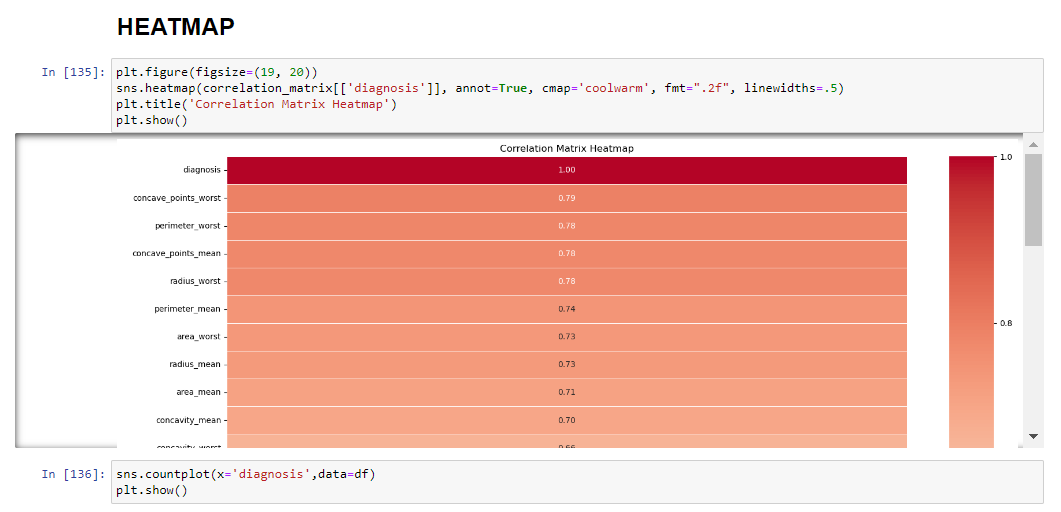 HEATMAP
In [135]: plt.figure(figsize=(19, 20))
sns.heatmap(correlation_matrix[['diagnosis']], annot=True, cmap='coolwarm', fmt=".2f", linewidths=.5)
plt.title('Correlation Matrix Heatmap')
plt.show()
Correlation Matrix Heatmap
diagnosis 1.00 1.0
concave_points_worst 0.79
perimeter_worst 0.78
concave_points_mean 0.78
radius_worst 0.78
perimeter_mean 0.74
0.8
area_worst 0.73
radius_mean 0.73
area_mean 0.71
concavity_mean 0.70
concavity_worst 0.66
In [136]: sns.countplot(x='diagnosis',data=df)
plt.show()